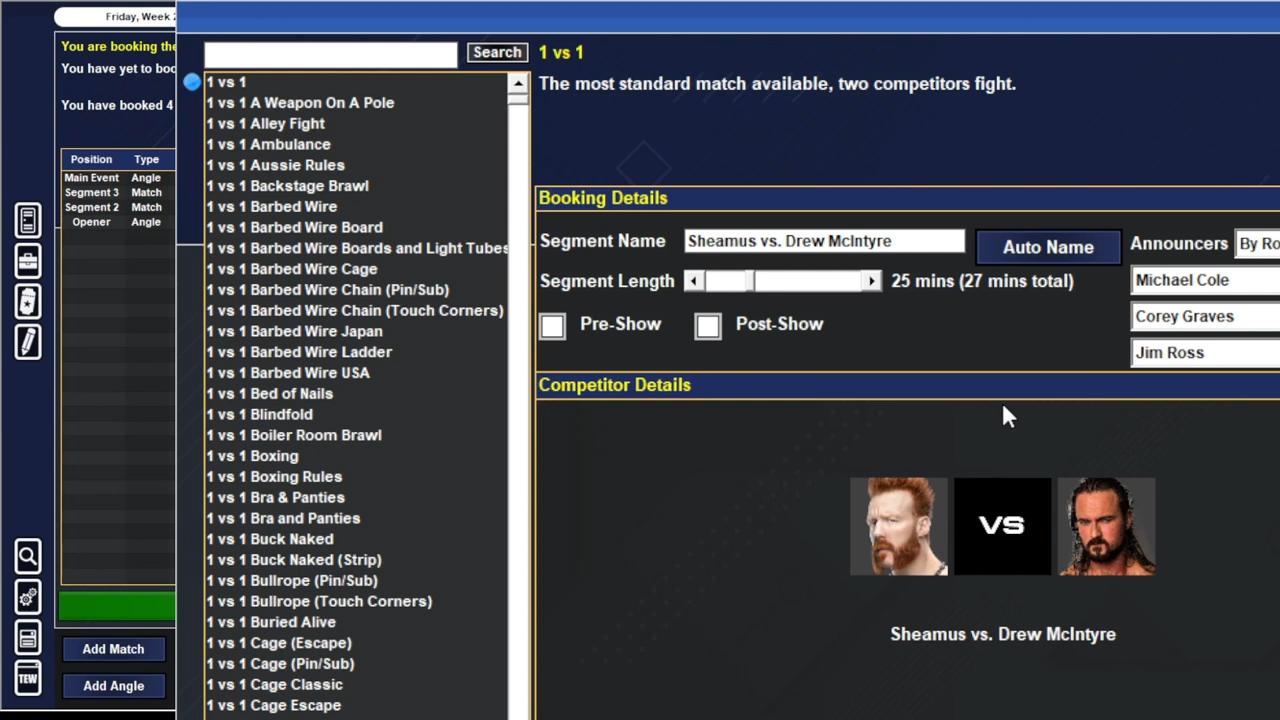 Friday, Week
You are booking the
You have yet to boo
You have booked 4
Position Type
Main Event Angle
Segment 3 Match
Segment 2 Match
Opener Angle
Add Match
Add Angle
TEW
Search
1 vs 1
1 vs 1 A Weapon On A Pole
1 vs 1 Alley Fight
1 vs 1 Ambulance
1 vs 1 Aussie Rules
1 vs 1 Backstage Brawl
1 vs 1 Barbed Wire
1 vs 1 Barbed Wire Board
1 vs 1 Barbed Wire Boards and Light Tubes
1 vs 1 Barbed Wire Cage
1 vs 1 Barbed Wire Chain (Pin/Sub)
1 vs 1 Barbed Wire Chain (Touch Corners)
1 vs 1 Barbed Wire Japan
1 vs 1 Barbed Wire Ladder
1 vs 1 Barbed Wire USA
1 vs 1 Bed of Nails
1 vs 1 Blindfold
1 vs 1 Boiler Room Brawl
1 vs 1 Boxing
1 vs 1 Boxing Rules
1 vs 1 Bra & Panties
1 vs 1 Bra and Panties
1 vs 1 Buck Naked
1 vs 1 Buck Naked (Strip)
1 vs 1 Bullrope (Pin/Sub)
1 vs 1 Bullrope (Touch Corners)
1 vs 1 Buried Alive
1 vs 1 Cage (Escape)
1 vs 1 Cage (Pin/Sub)
1 vs 1 Cage Classic
1 vs 1 Cage Escape
1 vs 1
The most standard match available, two competitors fight.
Booking Details
Segment Name Sheamus vs. Drew McIntyre Auto Name Announcers By Ro
Segment Length 25 mins (27 mins total) Michael Cole
Corey Graves
Pre-Show Post-Show
Jim Ross
Competitor Details
VS
Sheamus vs. Drew McIntyre